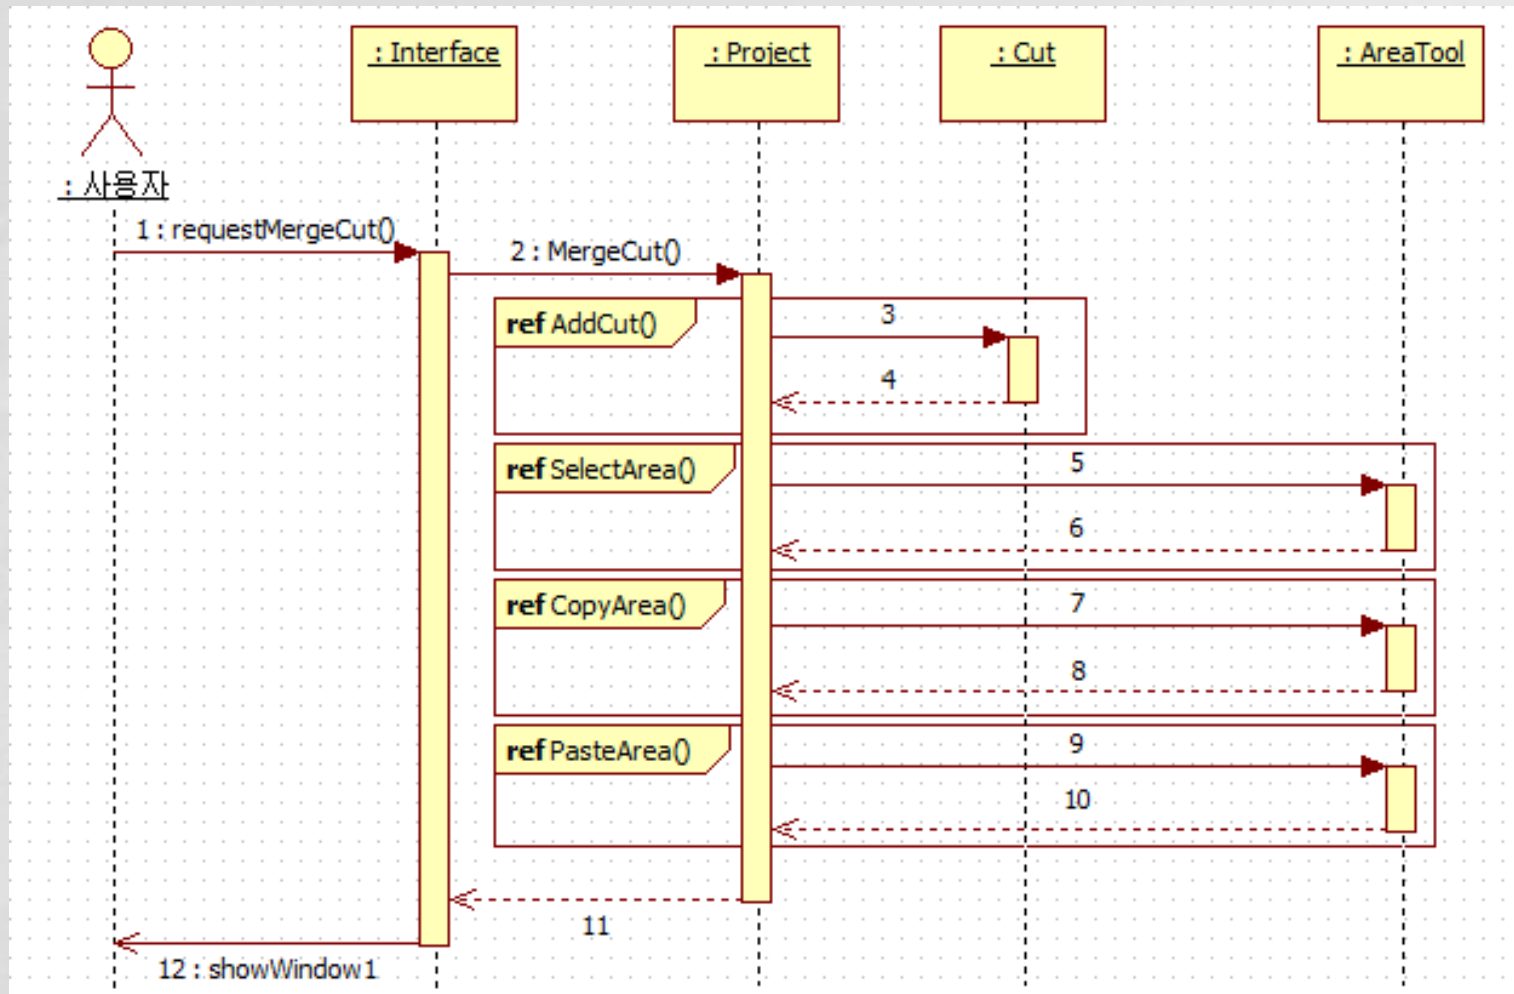 : Interface
: Project
: Cut
: AreaTool
: 사용자
1 : requestMergeCut()
2 : MergeCut()
ref AddCut()
3
4
ref SelectArea()
5
6
ref CopyArea()
7
8
ref PasteArea()
9
10
11
12 : showWindow1